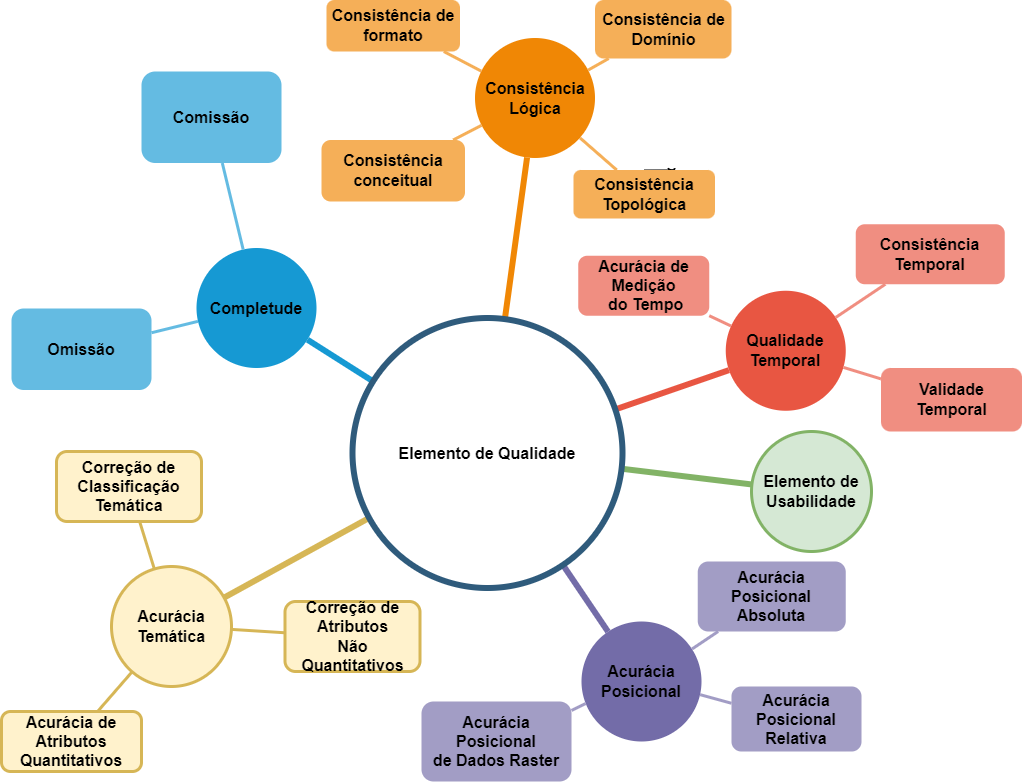 Consistência de
formato
Consistência de
Domínio
Consistência
Lógica
Comissão
Consistência
conceitual
Consistência
Topológica
Consistência
Temporal
Acurácia de
Medição
do Tempo
Completude
Qualidade
Temporal
Omissão
Validade
Temporal
Elemento de Qualidade
Elemento de
Usabilidade
Correção de
Classificação
Temática
Acurácia
Posicional
Absoluta
Acurácia
Temática
Correção de
Atributos
Não
Quantitativos
Acurácia
Posicional
Acurácia
Posicional
Relativa
Acurácia de
Atributos
Quantitativos
Acurácia
Posicional
de Dados Raster